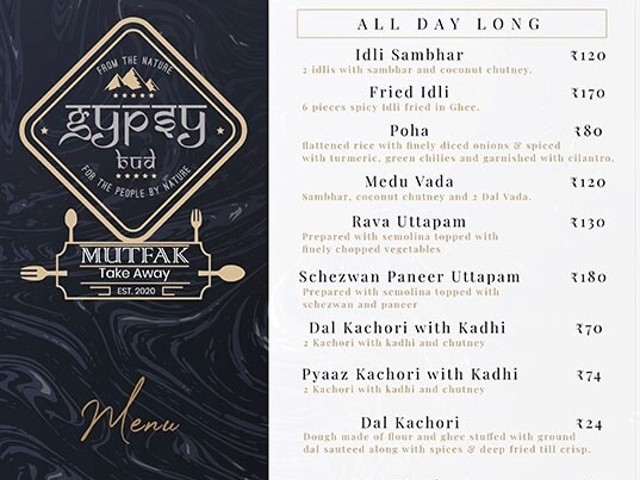 FROM THE NATURE
gypsy
bud
FOR THE PEOPLE BY NATURE
MUTFAK
Take Away
EST. 2020
Menu
ALL DAY LONG
Idli Sambhar ₹120
2 idlis with sambhar and coconut chutney.
Fried Idli ₹170
6 pieces spicy Idli fried in Ghee.
Poha ₹80
flattened rice with finely diced onions & spiced
with turmeric, green chilies and garnished with cilantro.
Medu Vada ₹120
Sambhar, coconut chutney and 2 Dal Vada.
Rava Uttapam ₹130
Prepared with semolina topped with
finely chopped vegetables
Schezwan Paneer Uttapam ₹180
Prepared with semolina topped with
schezwan and paneer
Dal Kachori with Kadhi ₹70
2 Kachori with kadhi and chutney
Pyaaz Kachori with Kadhi ₹74
2 Kachori with kadhi and chutney
Dal Kachori ₹24
Dough made of flour and ghee stuffed with ground
dal sauteed along with spices & deep fried till crisp.